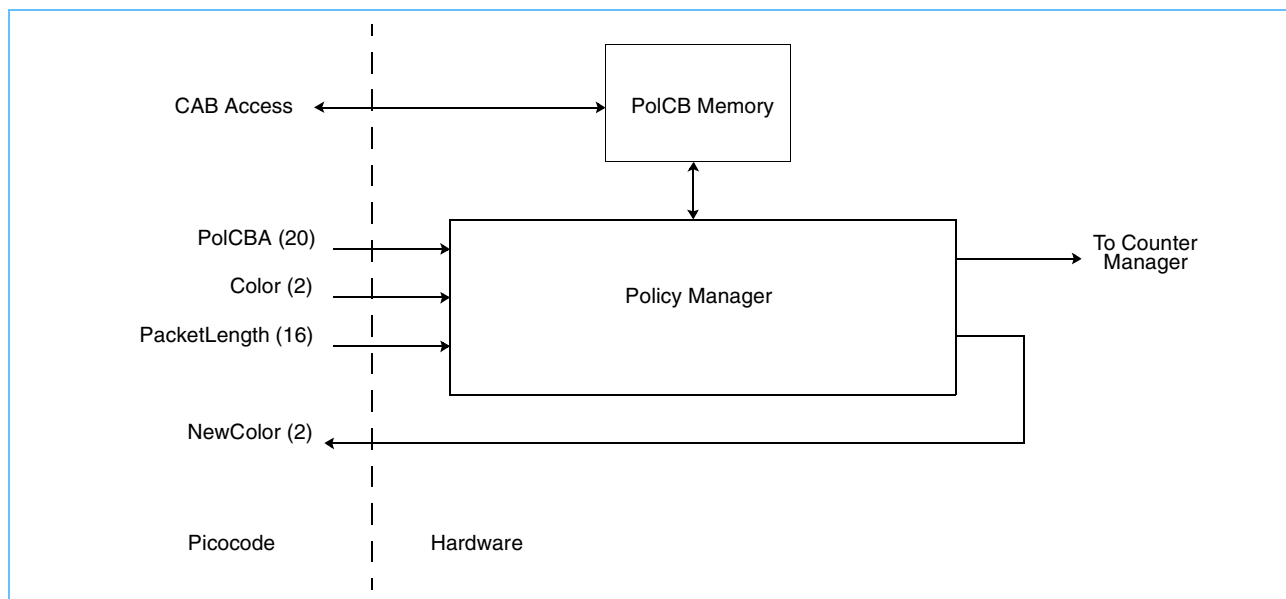 CAB Access
PolCB Memory
PolCBA (20)
Color (2)
PacketLength (16)
Policy Manager
To Counter
Manager
NewColor (2)
Picocode
Hardware